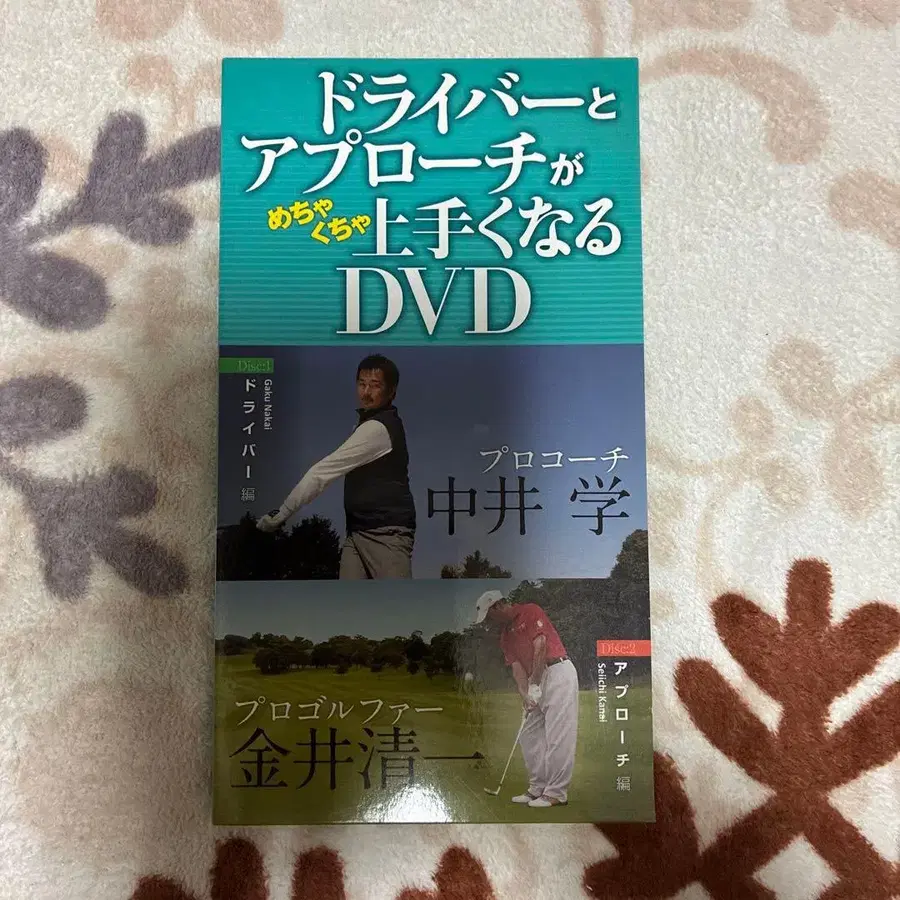 ドライバーと
アプローチが
めちゃ
くちゃ
上手くなる
DVD
Disc:1
Gaku Nakai
ドライバー編
プロコーチ
中井 学
プロゴルファー
金井清一
Disc:2
アプローチ編
Seiichi Kanai